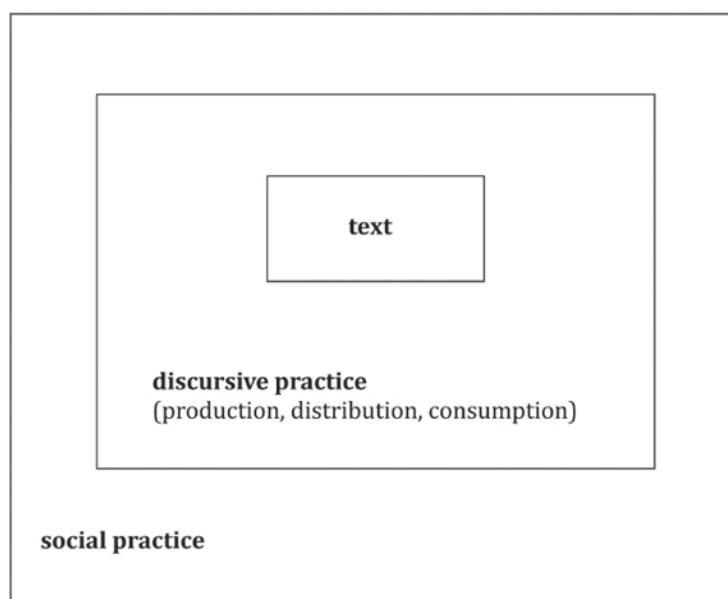 text
discursive practice
(production, distribution, consumption)
social practice